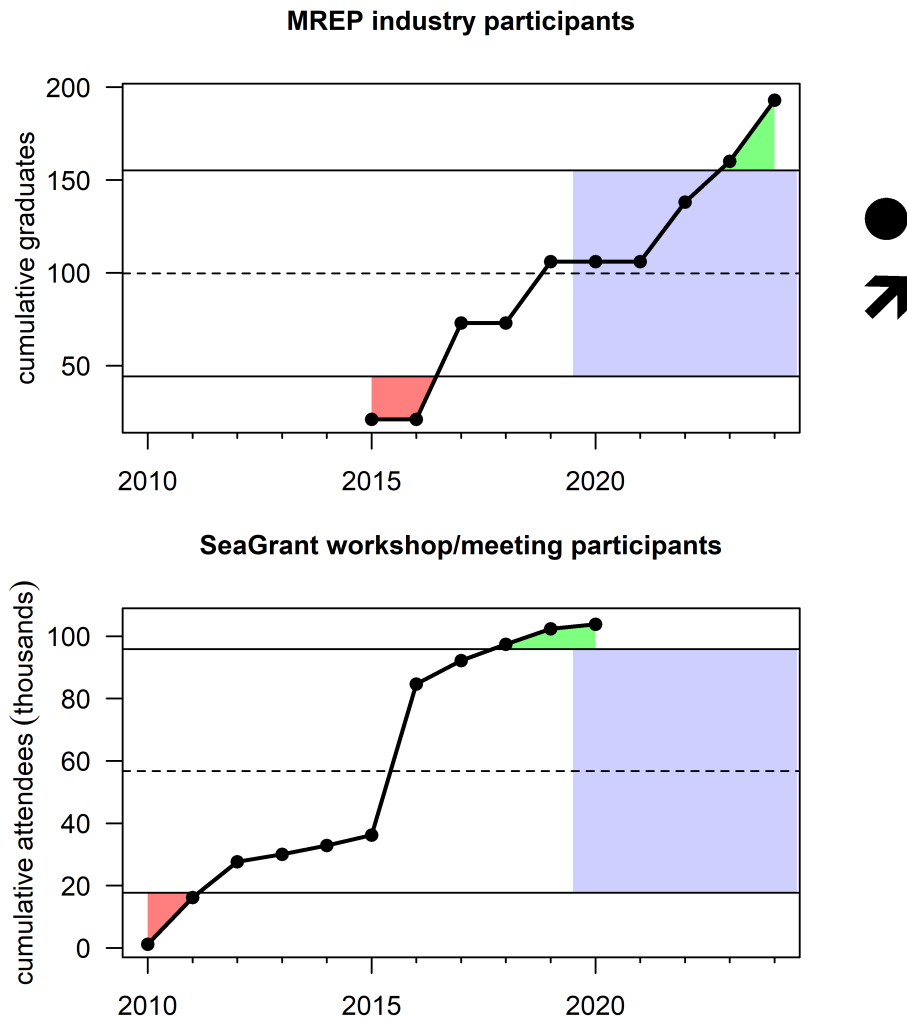 MREP industry participants
cumulative graduates
200
150
100
50
2010 2015 2020
SeaGrant workshop/meeting participants
cumulative attendees (thousands)
100
80
60
40
20
0
2010 2015 2020